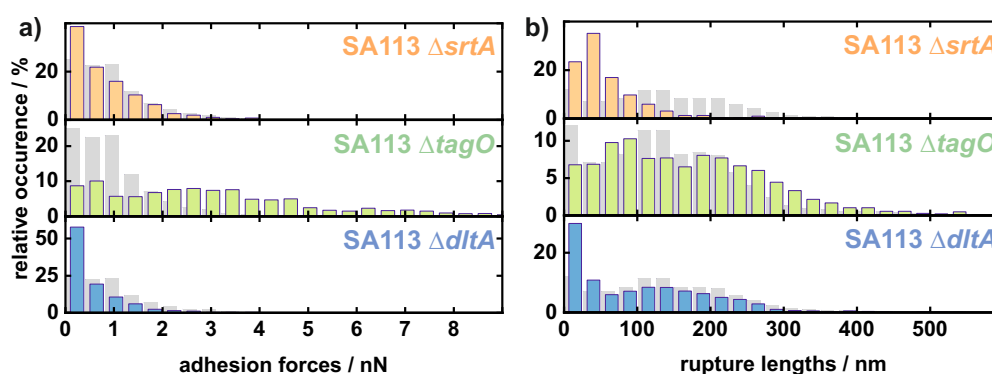 a)
relative occurence / %
SA113 ΔsrtA
20
0
SA113 ΔtagO
20
10
0
SA113 ΔdltA
50
25
0
0 1 2 3 4 5 6 7 8
adhesion forces / nN
b)
SA113 ΔsrtA
20
0
SA113 ΔtagO
10
5
0
SA113 ΔdltA
20
0
0 100 200 300 400 500
rupture lengths / nm